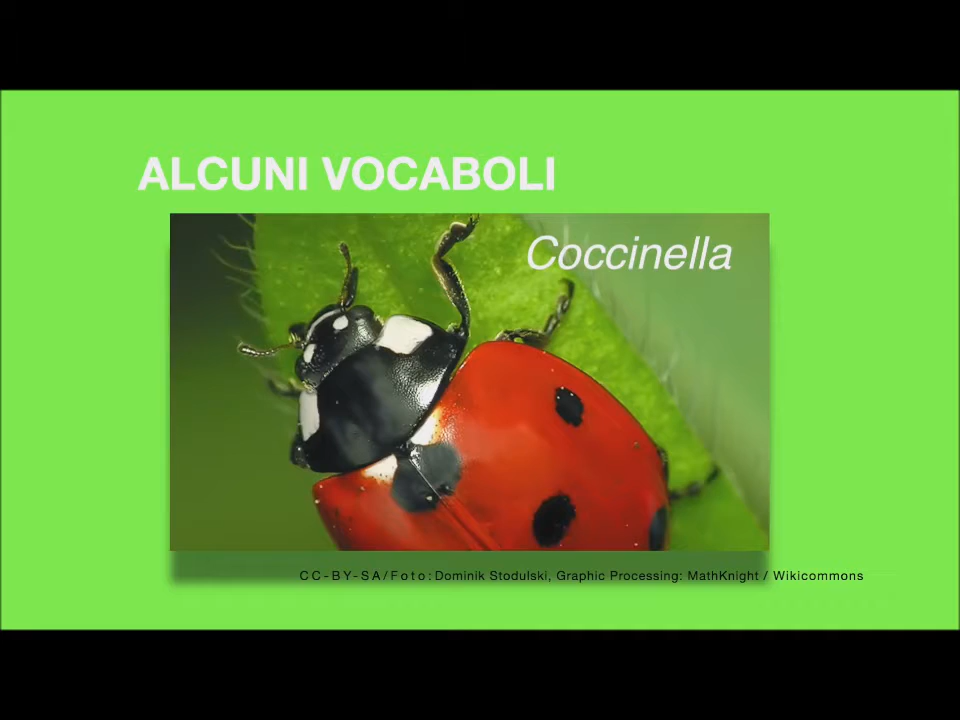 ALCUNI VOCABOLI
Coccinella
CC-BY-SA/Foto: Dominik Stodulski, Graphic Processing: MathKnight / Wikicommons